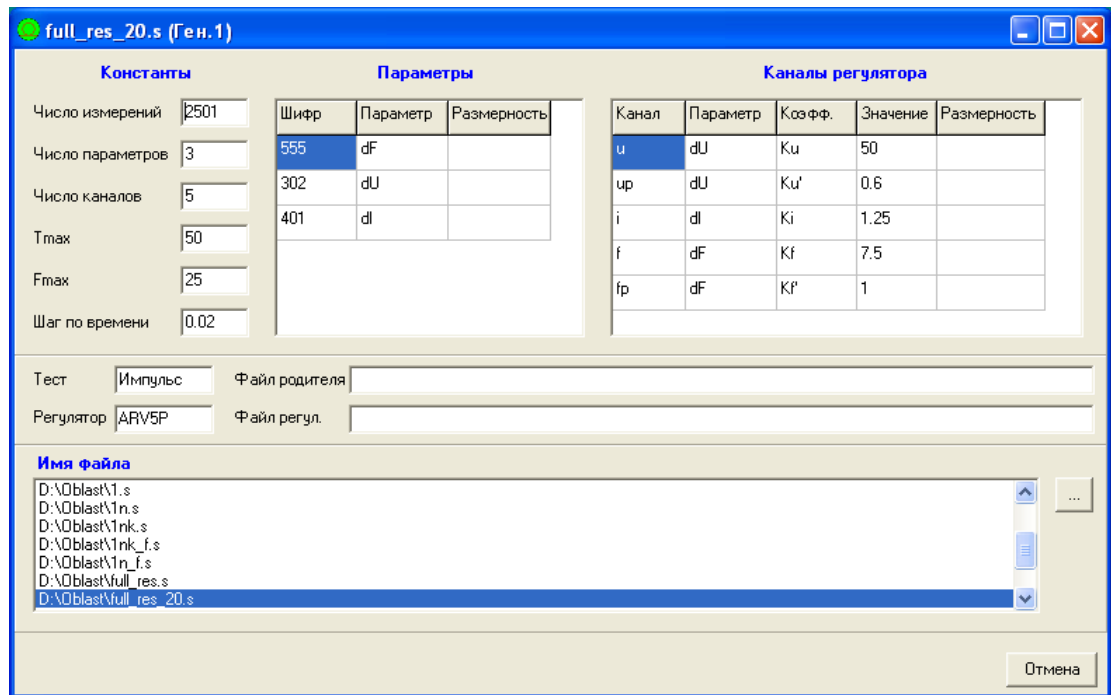 full_res_20.s (Ген.1)
Константы Параметры Каналы регулятора
Число измерений 2501
Число параметров 3
Число каналов 5
Tmax 50
Fmax 25
Шаг по времени 0.02
Шифр Параметр Размерность
555 dF
302 dU
401 dI
Канал Параметр Коэфф. Значение Размерность
u dU Ku 50
up dU Ku' 0.6
i dI Ki 1.25
f dF Kf 7.5
fp dF Kf' 1
Тест Импульс Файл родителя
Регулятор ARV5P Файл регул.
Имя файла
D:\Oblast\1.s
D:\Oblast\1n.s
D:\Oblast\1nk.s
D:\Oblast\1nk_f.s
D:\Oblast\1n_f.s
D:\Oblast\full_res.s
D:\Oblast\full_res_20.s
...
Отмена